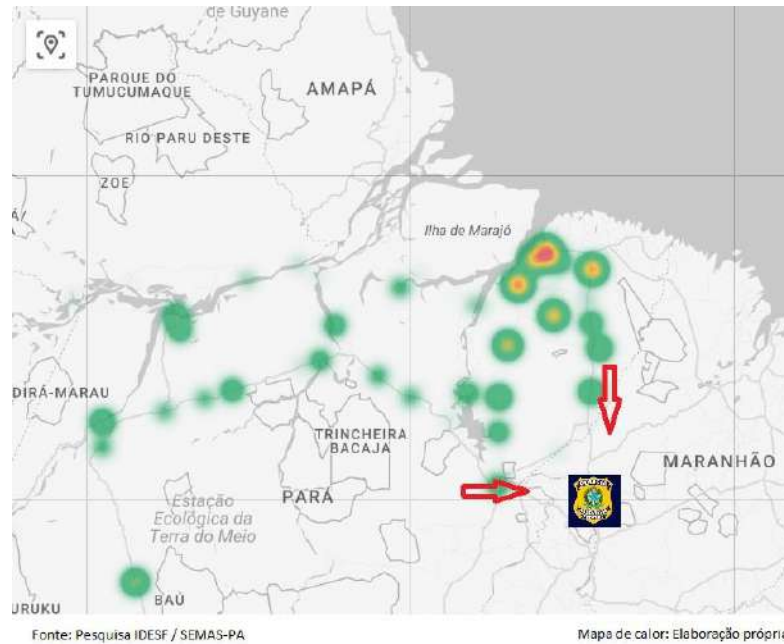 de Guyane
PARQUE DO
TUMUCUMAQUE
AMAPÁ
RIO PARU DESTE
ZOE
Á/
Ilha de Marajó
DIRÁ-MARAU
TRINCHEIRA
BACAJA
MARANHÃO
PARÁ
Estação
Ecológica da
Terra do Meio
BAÚ
URUKU
Fonte: Pesquisa IDESF / SEMAS-PA
Mapa de calor: Elaboração própri